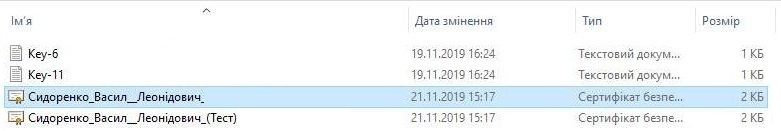 Ім'я Дата змінення Тип Розмір
Key-6 19.11.2019 16:24 Текстовий докум... 1 КБ
Key-11 19.11.2019 16:24 Текстовий докум... 1 КБ
Сидоренко_Васил__Леонідович_ 21.11.2019 15:17 Сертифікат безпе... 2 КБ
Сидоренко_Васил__Леонідович_(Тест) 21.11.2019 15:17 Сертифікат безпе... 2 КБ